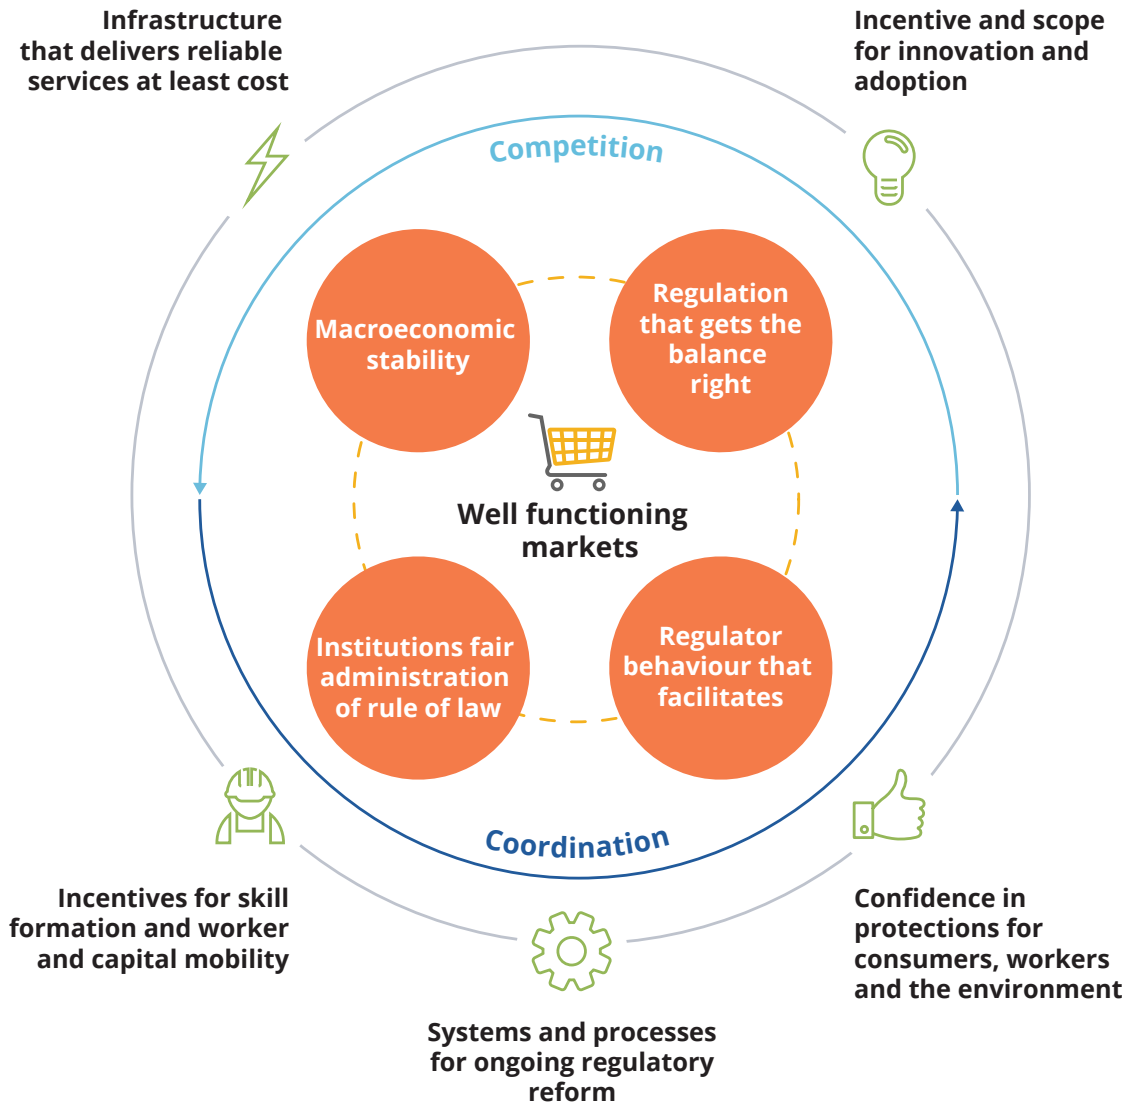 Infrastructure
that delivers reliable
services at least cost
Incentive and scope
for innovation and
adoption
Competition
Macroeconomic
stability
Regulation
that gets the
balance
right
Well functioning
markets
Institutions fair
administration
of rule of law
Regulator
behaviour that
facilitates
Coordination
Incentives for skill
formation and worker
and capital mobility
Confidence in
protections for
consumers, workers
and the environment
Systems and processes
for ongoing regulatory
reform